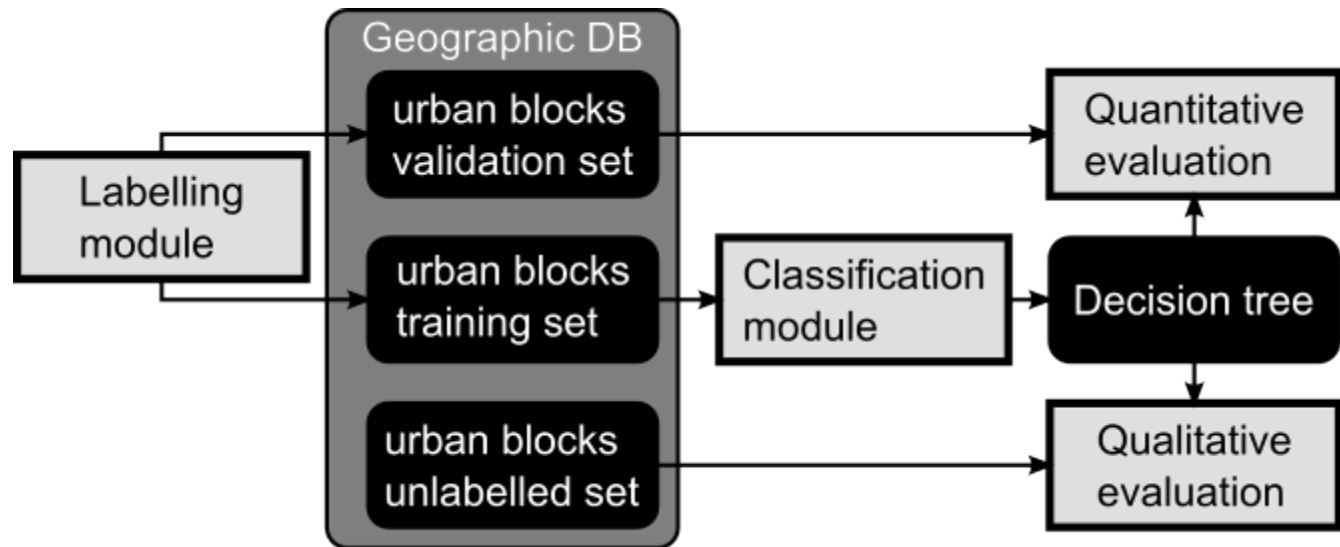 Geographic DB
urban blocks
validation set
Quantitative
evaluation
Labelling
module
urban blocks
training set
Classification
module
Decision tree
urban blocks
unlabelled set
Qualitative
evaluation